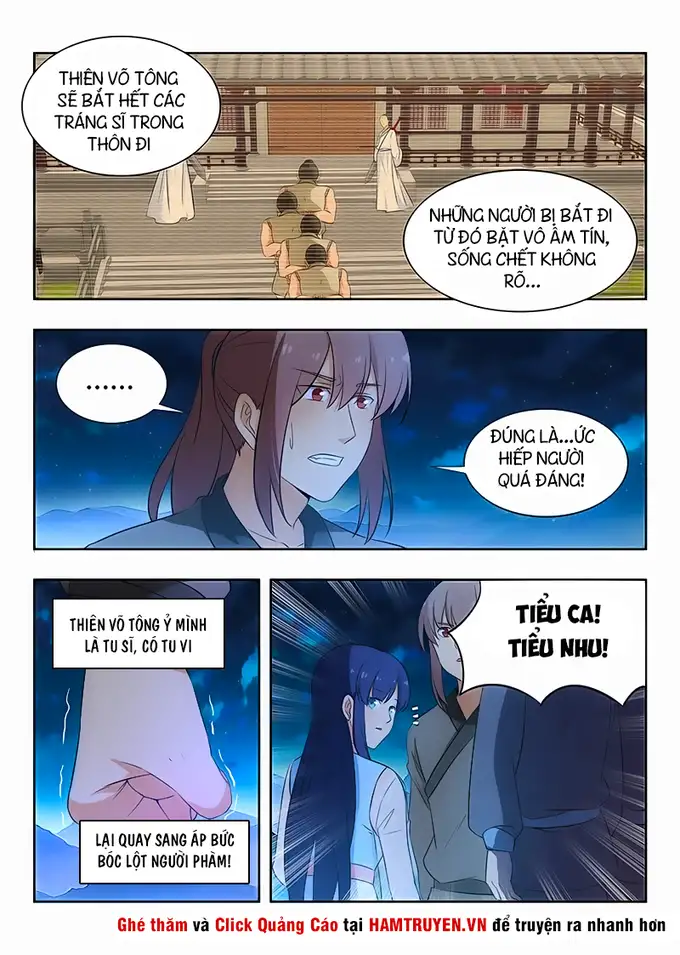 THIÊN VÕ TÔNG
SẼ BẮT HẾT CÁC
TRÁNG SĨ TRONG
THÔN ĐI
NHỮNG NGƯỜI BỊ BẮT ĐI
TỪ ĐÓ BẶT VÔ ÂM TÍN,
SỐNG CHẾT KHÔNG
RÕ...
......
ĐÚNG LÀ...ỨC
HIẾP NGƯỜI
QUÁ ĐÁNG!
THIÊN VÕ TÔNG Ỷ MÌNH
LÀ TU SĨ, CÓ TU VI
LẠI QUAY SANG ÁP BỨC
BÓC LỘT NGƯỜI PHÀM!
TIỂU CA!
TIỂU NHU!
Ghé thăm và Click Quảng Cáo tại HAMTRUYEN.VN để truyện ra nhanh hơn